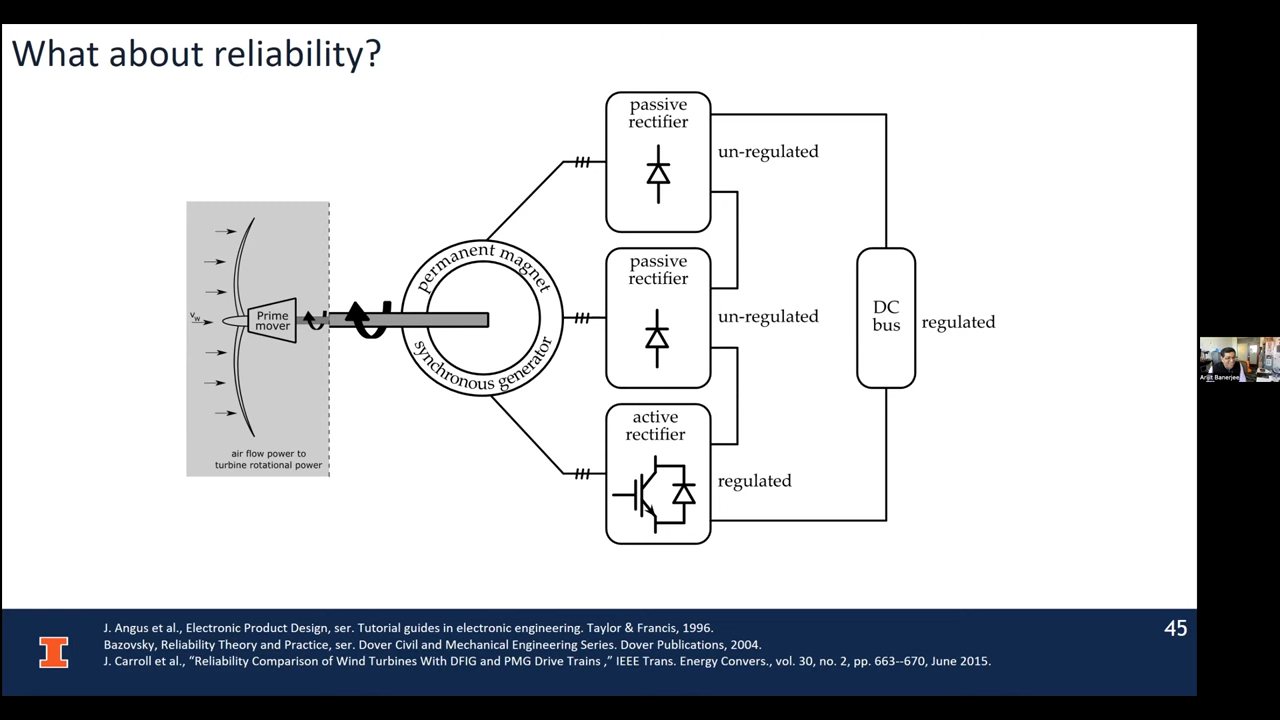 What about reliability?
passive
rectifier
un-regulated
permanent magnet
synchronous generator
passive
rectifier
un-regulated
vw
Prime
mover
DC
bus
regulated
active
rectifier
regulated
air flow power to
turbine rotational power
Arijit Banerjee
J. Angus et al., Electronic Product Design, ser. Tutorial guides in electronic engineering. Taylor & Francis, 1996.
Bazovsky, Reliability Theory and Practice, ser. Dover Civil and Mechanical Engineering Series. Dover Publications, 2004.
J. Carroll et al., “Reliability Comparison of Wind Turbines With DFIG and PMG Drive Trains ,” IEEE Trans. Energy Convers., vol. 30, no. 2, pp. 663--670, June 2015.
45